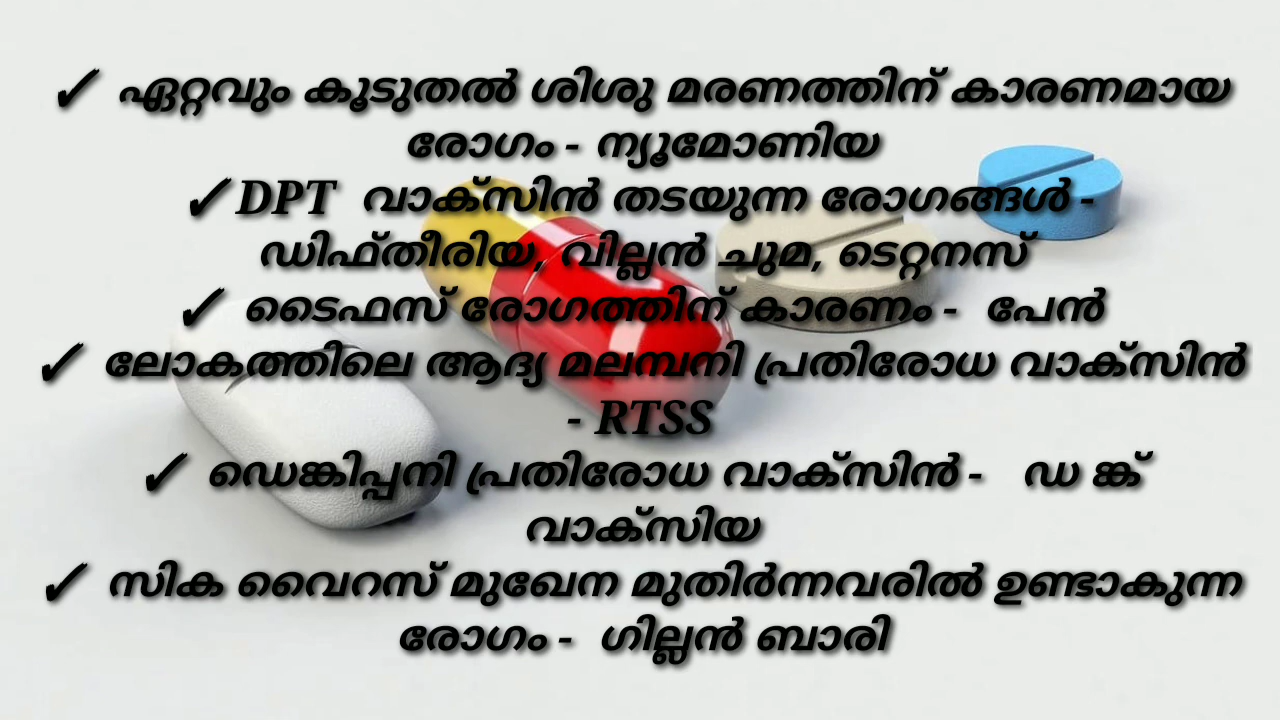 ✓ ഏറ്റവും കൂടുതൽ ശിശു മരണത്തിന് കാരണമായ
രോഗം - ന്യൂമോണിയ
✓DPT വാക്സിൻ തടയുന്ന രോഗങ്ങൾ -
ഡിഫ്തീരിയ, വില്ലൻ ചുമ, ടെറ്റനസ്
✓ ടൈഫസ് രോഗത്തിന് കാരണം - പേൻ
✓ ലോകത്തിലെ ആദ്യ മലമ്പനി പ്രതിരോധ വാക്സിൻ
- RTSS
✓ ഡെങ്കിപ്പനി പ്രതിരോധ വാക്സിൻ - ഡ ങ്ക്
വാക്സിയ
✓ സിക വൈറസ് മുഖേന മുതിർന്നവരിൽ ഉണ്ടാകുന്ന
രോഗം - ഗില്ലൻ ബാരി